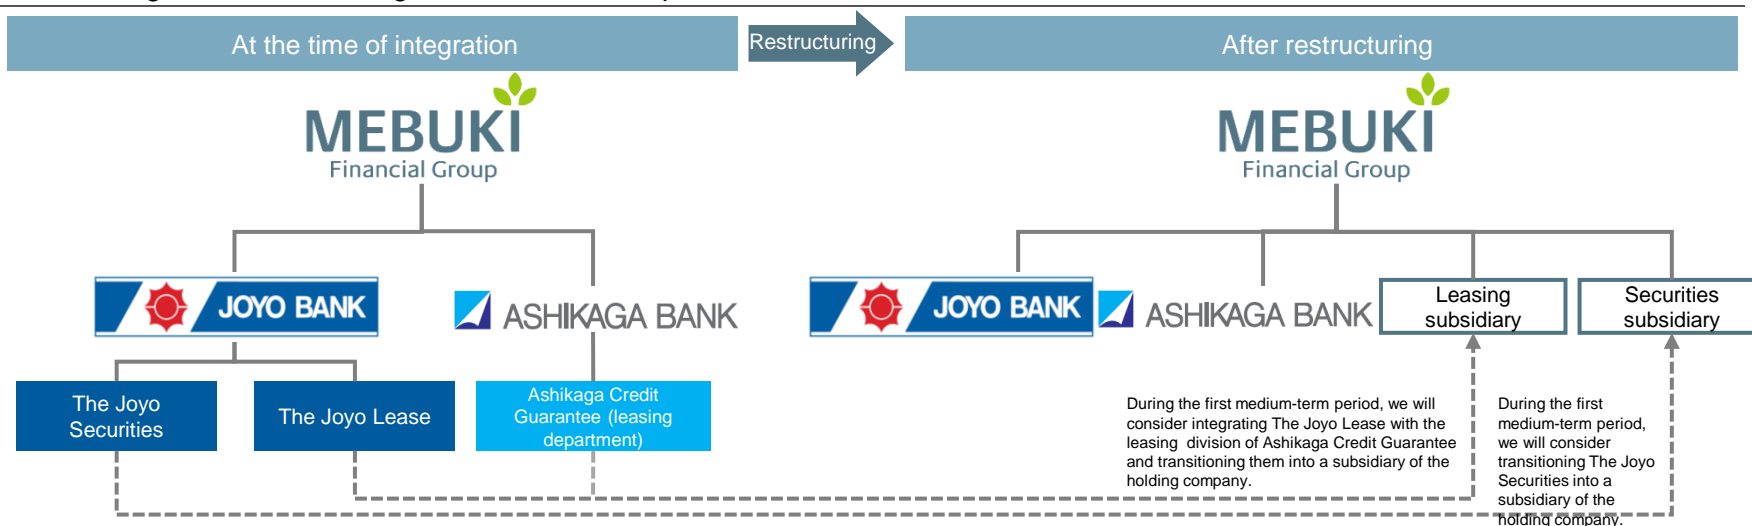 At the time of integration
Restructuring
After restructuring
MEBUKI
Financial Group
MEBUKI
Financial Group
JOYO BANK
ASHIKAGA BANK
JOYO BANK
ASHIKAGA BANK
Leasing
subsidiary
Securities
subsidiary
The Joyo
Securities
The Joyo Lease
Ashikaga Credit
Guarantee (leasing
department)
During the first medium-term period, we will
consider integrating The Joyo Lease with the
leasing division of Ashikaga Credit Guarantee
and transitioning them into a subsidiary of the
holding company.
During the first
medium-term period,
we will consider
transitioning The Joyo
Securities into a
subsidiary of the
holding company.